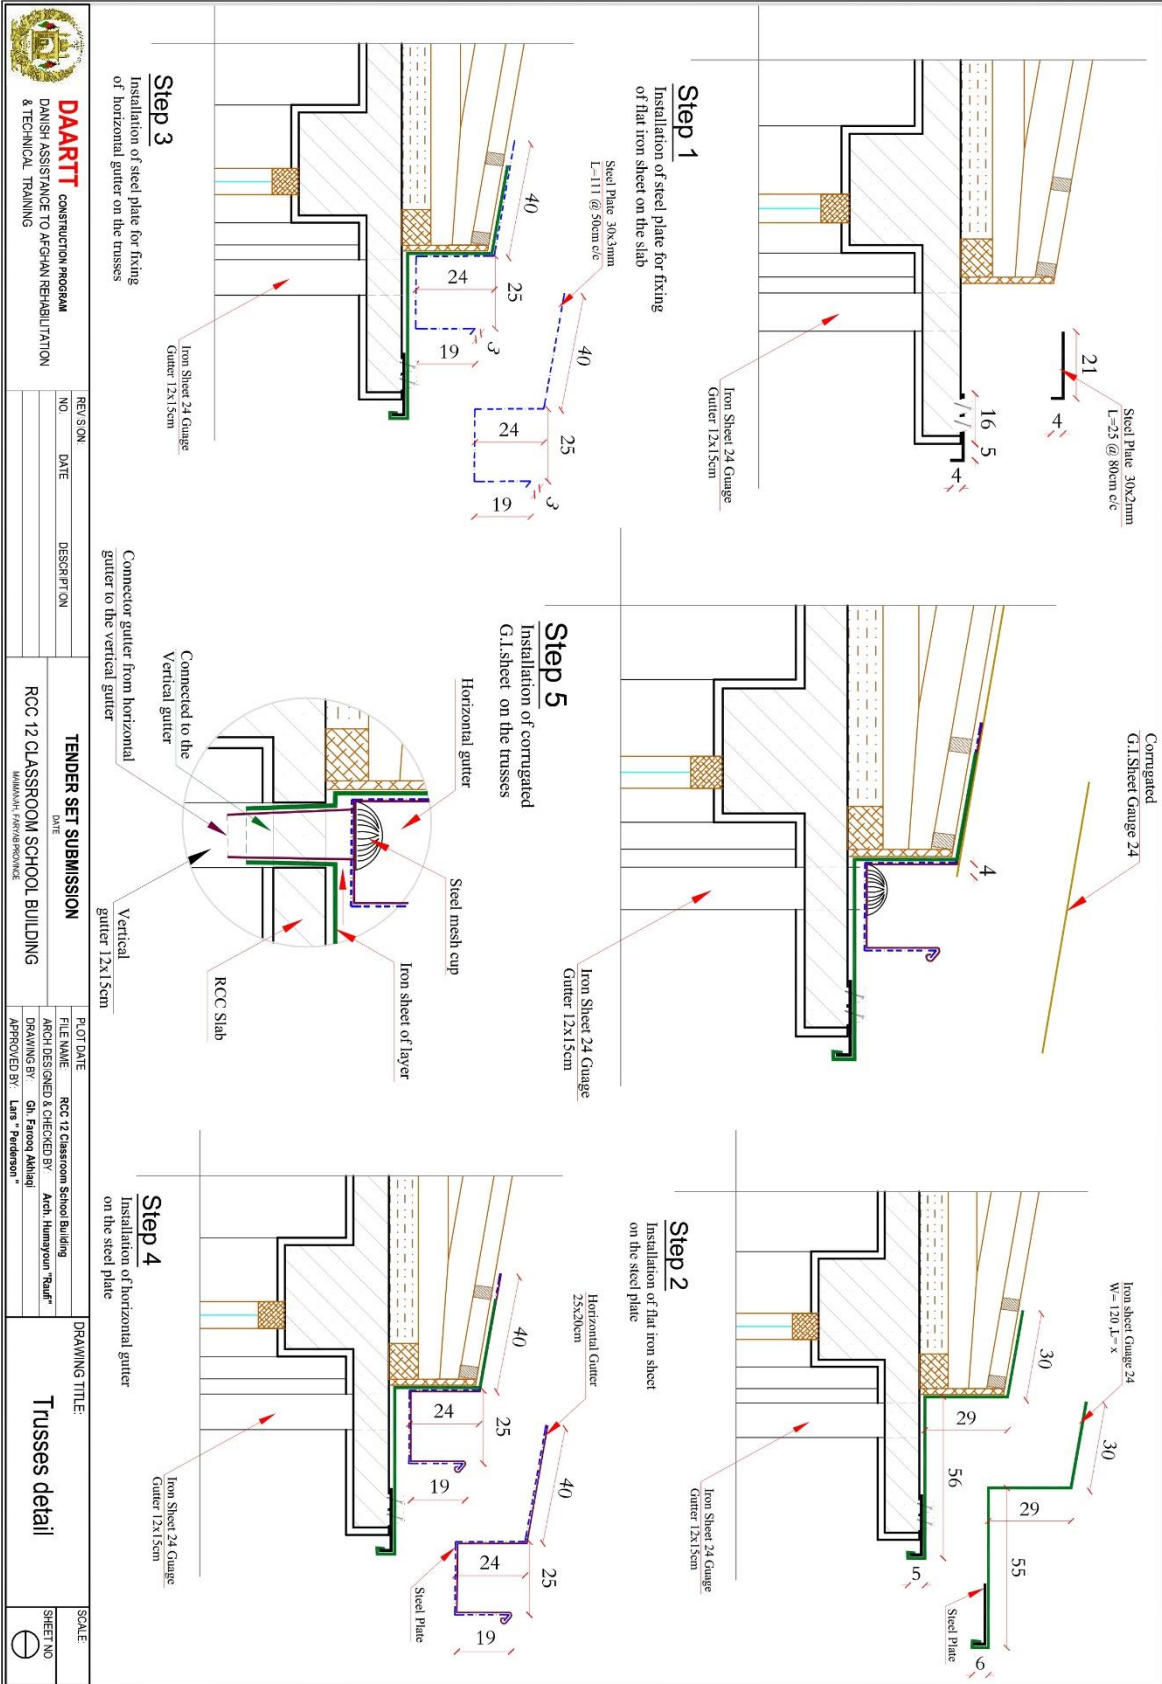 Step 1
Installation of steel plate for fixing
of flat iron sheet on the slab
21
4
Steel Plate 30x2mm
L=25 @ 80cm c/c
16
5
4
Iron Sheet 24 Guage
Gutter 12x15cm
Step 5
Installation of corrugated
G.I.sheet on the trusses
Corrugated
G.I.Sheet Gauge 24
4
Iron Sheet 24 Guage
Gutter 12x15cm
Step 2
Installation of flat iron sheet
on the steel plate
Iron sheet Guage 24
W= 120 ,L= x
30
29
56
5
30
29
55
6
Steel Plate
Iron Sheet 24 Guage
Gutter 12x15cm
Step 3
Installation of steel plate for fixing
of horizontal gutter on the trusses
Steel Plate 30x3mm
L=111 @ 50cm c/c
40
24
25
3
19
40
24
25
3
19
Iron Sheet 24 Guage
Gutter 12x15cm
Horizontal gutter
Steel mesh cup
Iron sheet of layer
RCC Slab
Connected to the
Vertical gutter
Connector gutter from horizontal
gutter to the vertical gutter
Vertical
gutter 12x15cm
Step 4
Installation of horizontal gutter
on the steel plate
Horizontal Gutter
25x20cm
40
24
25
19
40
24
25
19
Steel Plate
Iron Sheet 24 Guage
Gutter 12x15cm
DAARTT CONSTRUCTION PROGRAM
DANISH ASSISTANCE TO AFGHAN REHABILITATION
& TECHNICAL TRAINING
REVISION:
NO. DATE DESCRIPTION
TENDER SET SUBMISSION
DATE
RCC 12 CLASSROOM SCHOOL BUILDING
MAIMANAH, FARYAB PROVINCE
PLOT DATE
FILE NAME: RCC 12 Classroom School Building
ARCH DESIGNED & CHECKED BY Arch. Humayoun "Raufi"
DRAWING BY: Gh. Farooq Akhlaqi
APPROVED BY: Lars " Perderson "
DRAWING TITLE:
Trusses detail
SCALE:
SHEET NO